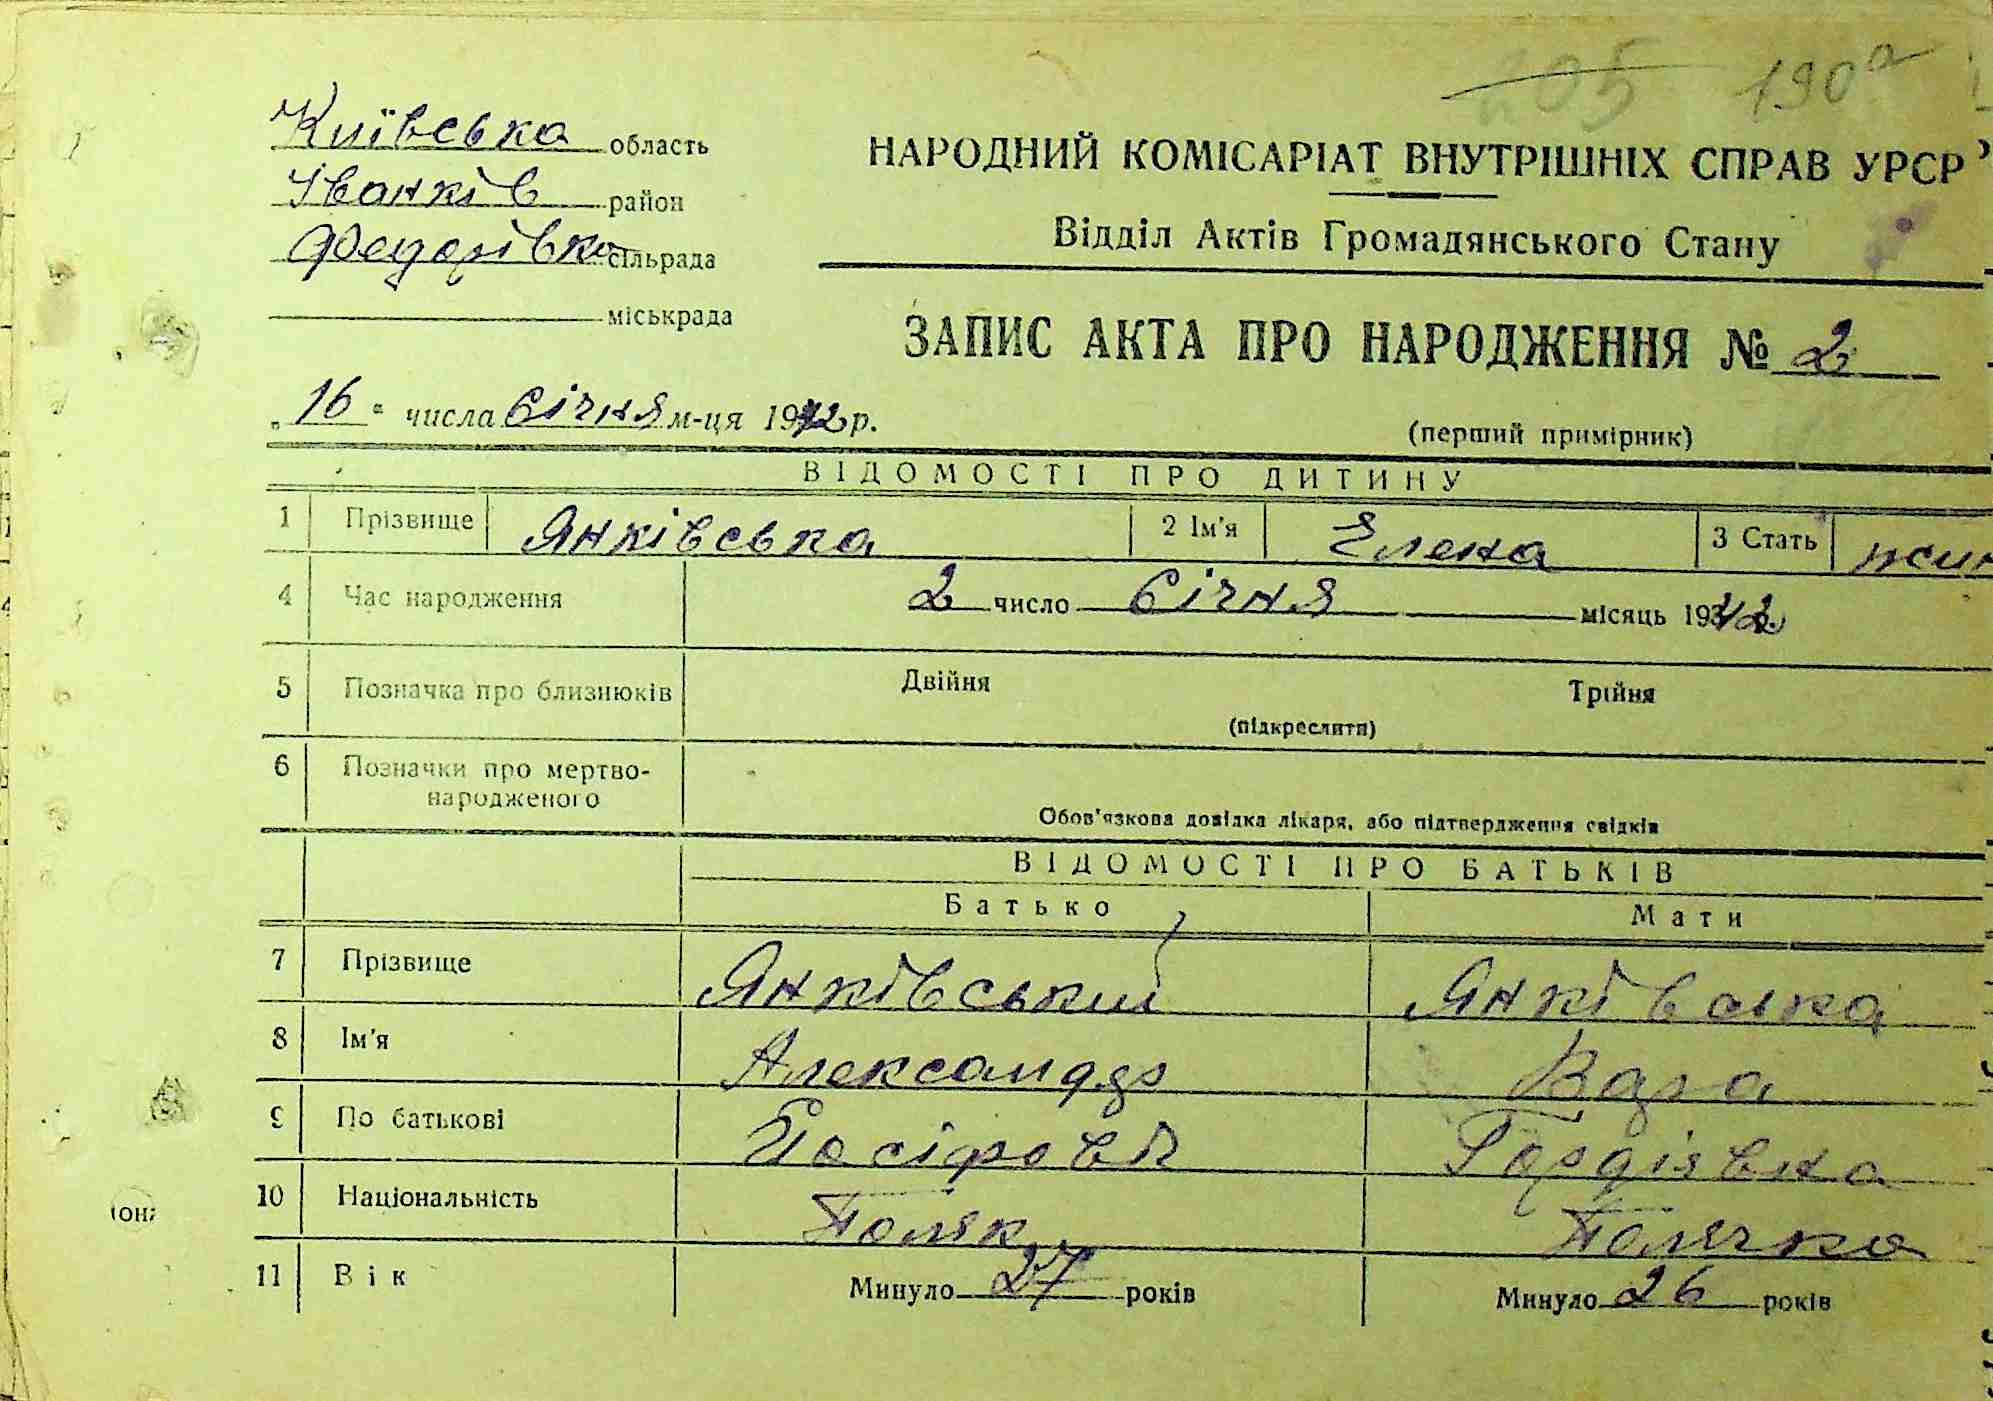 105 190а
Київська область
Іванків район
Федорівка сільрада
міськрада
НАРОДНИЙ КОМІСАРІАТ ВНУТРІШНІХ СПРАВ УРСР
Відділ Актів Громадянського Стану
ЗАПИС АКТА ПРО НАРОДЖЕННЯ № 2
„16“ числа Січня м-ця 1942 р.
(перший примірник)
ВІДОМОСТІ ПРО ДИТИНУ
1 Прізвище Янківська 2 Ім'я Елена 3 Стать жін
4 Час народження 2 число Січня місяць 1942
5 Позначка про близнюків Двійня Трійня
(підкреслити)
6 Позначки про мертво-
народженого
Обов'язкова довідка лікаря, або підтвердження свідків
ВІДОМОСТІ ПРО БАТЬКІВ
Батько Мати
7 Прізвище Янківський Янківська
8 Ім'я Александр
9 По батькові Йосіфовіч Гордіявна
10 Національність Поляк Полячка
11 Вік Минуло 27 років Минуло 26 років